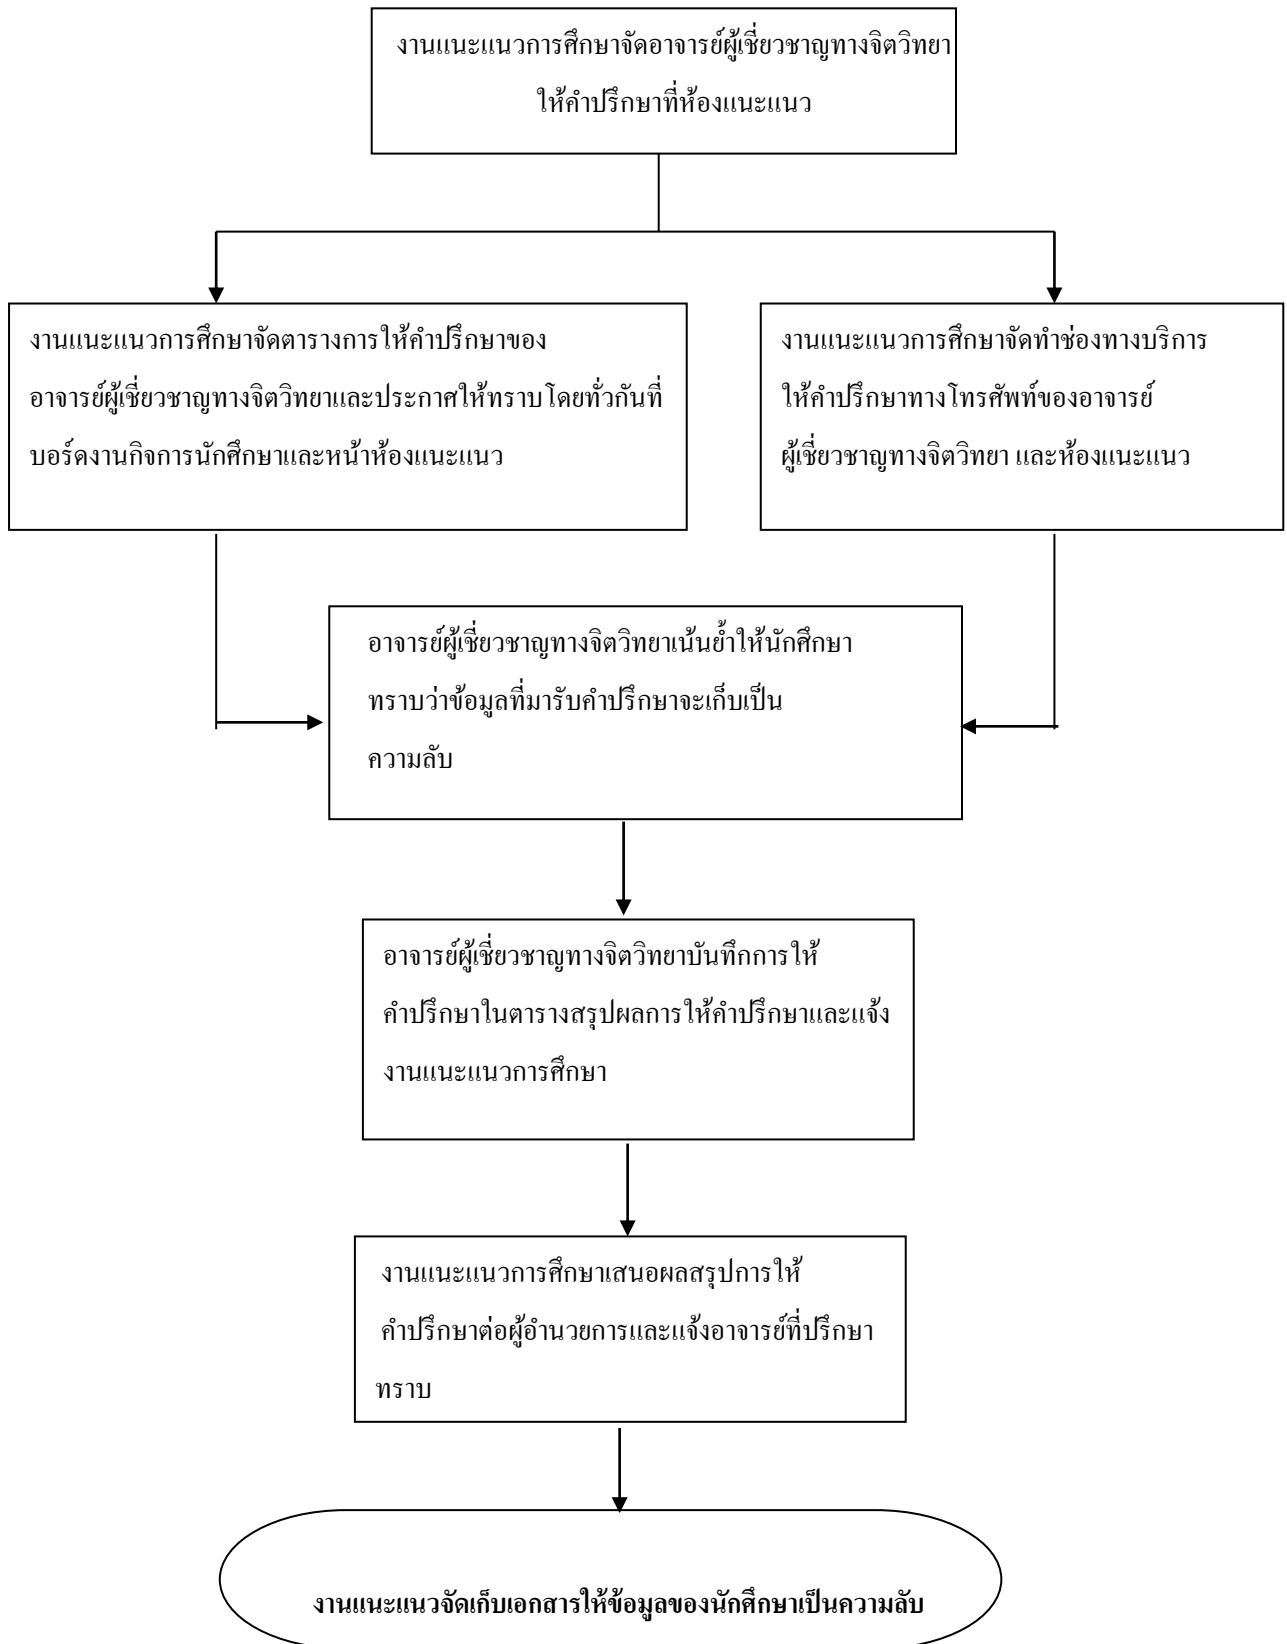 งานแนะแนวการศึกษาจัดอาจารย์ผู้เชี่ยวชาญทางจิตวิทยา
ให้คำปรึกษาที่ห้องแนะแนว
งานแนะแนวการศึกษาจัดตารางการให้คำปรึกษาของ
อาจารย์ผู้เชี่ยวชาญทางจิตวิทยาและประกาศให้ทราบโดยทั่วกันที่
บอร์ดงานกิจการนักศึกษาและหน้าห้องแนะแนว
งานแนะแนวการศึกษาจัดทำช่องทางบริการ
ให้คำปรึกษาทางโทรศัพท์ของอาจารย์
ผู้เชี่ยวชาญทางจิตวิทยา และห้องแนะแนว
อาจารย์ผู้เชี่ยวชาญทางจิตวิทยาเน้นย้ำให้นักศึกษา
ทราบว่าข้อมูลที่มารับคำปรึกษาจะเก็บเป็น
ความลับ
อาจารย์ผู้เชี่ยวชาญทางจิตวิทยาบันทึกการให้
คำปรึกษาในตารางสรุปผลการให้คำปรึกษาและแจ้ง
งานแนะแนวการศึกษา
งานแนะแนวการศึกษาเสนอผลสรุปการให้
คำปรึกษาต่อผู้อำนวยการและแจ้งอาจารย์ที่ปรึกษา
ทราบ
งานแนะแนวจัดเก็บเอกสารให้ข้อมูลของนักศึกษาเป็นความลับ